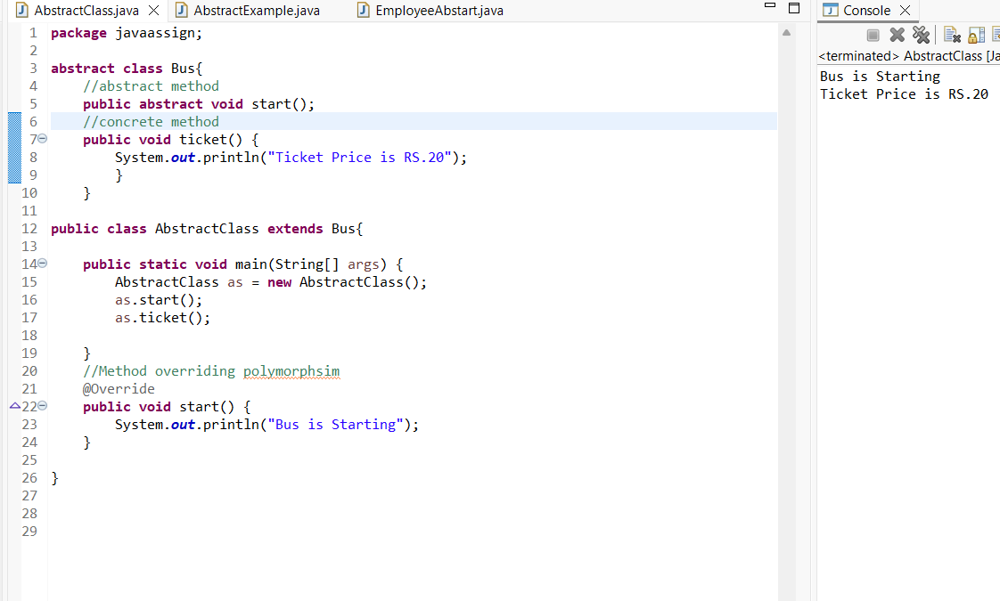 AbstractClass.java AbstractExample.java EmployeeAbstart.java
1 package javaassign;
2
3 abstract class Bus{
4 //abstract method
5 public abstract void start();
6 //concrete method
7 public void ticket() {
8 System.out.println("Ticket Price is RS.20");
9 }
10 }
11
12 public class AbstractClass extends Bus{
13
14 public static void main(String[] args) {
15 AbstractClass as = new AbstractClass();
16 as.start();
17 as.ticket();
18
19 }
20 //Method overriding polymorphsim
21 @Override
22 public void start() {
23 System.out.println("Bus is Starting");
24 }
25
26 }
27
28
29
Console
<terminated> AbstractClass [Ja
Bus is Starting
Ticket Price is RS.20